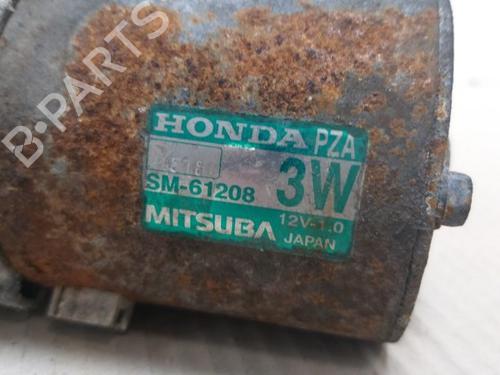 B-PARTS
HONDA PZA
SM-61208 3W
MITSUBA 12V-1.0
JAPAN